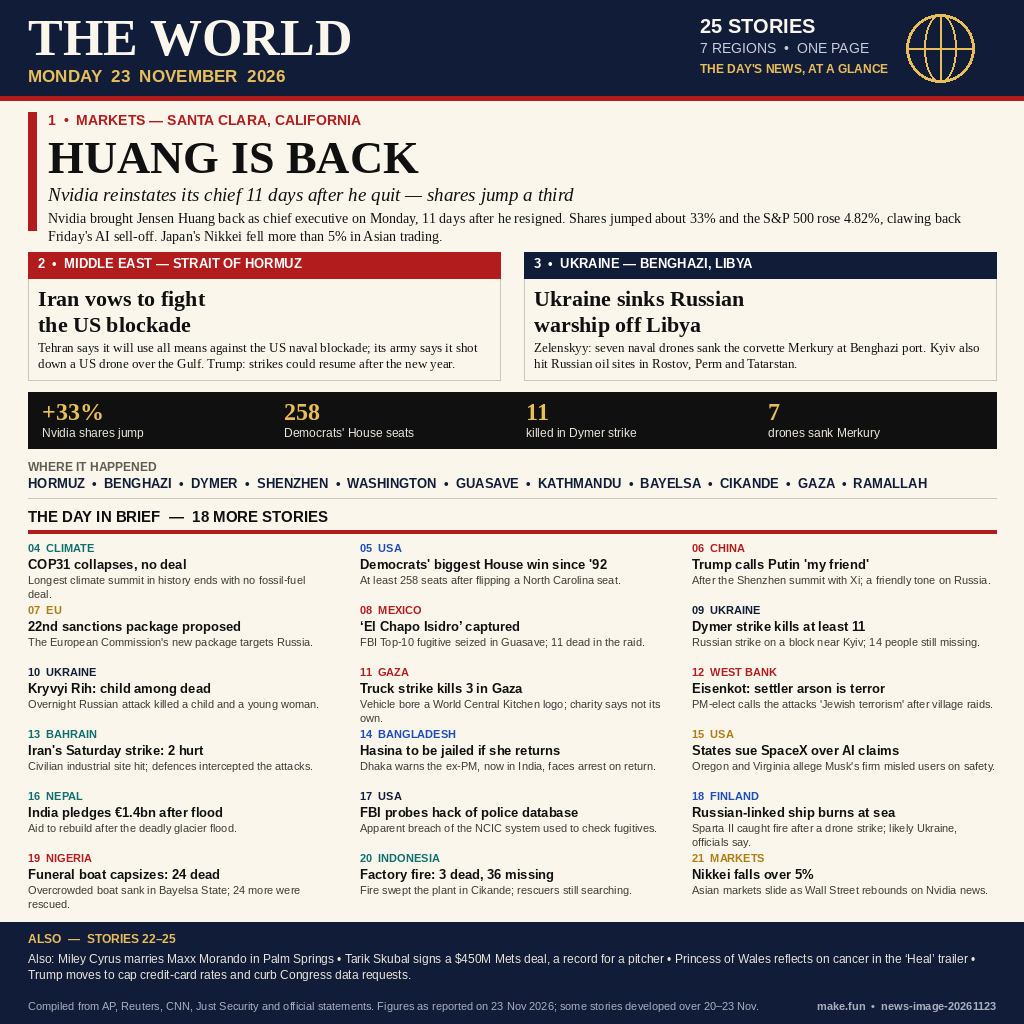 THE WORLD
MONDAY 23 NOVEMBER 2026
25 STORIES
7 REGIONS • ONE PAGE
THE DAY'S NEWS, AT A GLANCE
1 • MARKETS — SANTA CLARA, CALIFORNIA
HUANG IS BACK
Nvidia reinstates its chief 11 days after he quit — shares jump a third
Nvidia brought Jensen Huang back as chief executive on Monday, 11 days after he resigned. Shares jumped about 33% and the S&P 500 rose 4.82%, clawing back
Friday's AI sell-off. Japan's Nikkei fell more than 5% in Asian trading.
2 • MIDDLE EAST — STRAIT OF HORMUZ
Iran vows to fight
the US blockade
Tehran says it will use all means against the US naval blockade; its army says it shot
down a US drone over the Gulf. Trump: strikes could resume after the new year.
3 • UKRAINE — BENGHAZI, LIBYA
Ukraine sinks Russian
warship off Libya
Zelenskyy: seven naval drones sank the corvette Merkury at Benghazi port. Kyiv also
hit Russian oil sites in Rostov, Perm and Tatarstan.
+33%
Nvidia shares jump
258
Democrats' House seats
11
killed in Dymer strike
7
drones sank Merkury
WHERE IT HAPPENED
HORMUZ • BENGHAZI • DYMER • SHENZHEN • WASHINGTON • GUASAVE • KATHMANDU • BAYELSA • CIKANDE • GAZA • RAMALLAH
THE DAY IN BRIEF — 18 MORE STORIES
04 CLIMATE
COP31 collapses, no deal
Longest climate summit in history ends with no fossil-fuel
deal.
05 USA
Democrats' biggest House win since '92
At least 258 seats after flipping a North Carolina seat.
06 CHINA
Trump calls Putin 'my friend'
After the Shenzhen summit with Xi; a friendly tone on Russia.
07 EU
22nd sanctions package proposed
The European Commission's new package targets Russia.
08 MEXICO
‘El Chapo Isidro’ captured
FBI Top-10 fugitive seized in Guasave; 11 dead in the raid.
09 UKRAINE
Dymer strike kills at least 11
Russian strike on a block near Kyiv; 14 people still missing.
10 UKRAINE
Kryvyi Rih: child among dead
Overnight Russian attack killed a child and a young woman.
11 GAZA
Truck strike kills 3 in Gaza
Vehicle bore a World Central Kitchen logo; charity says not its
own.
12 WEST BANK
Eisenkot: settler arson is terror
PM-elect calls the attacks 'Jewish terrorism' after village raids.
13 BAHRAIN
Iran's Saturday strike: 2 hurt
Civilian industrial site hit; defences intercepted the attacks.
14 BANGLADESH
Hasina to be jailed if she returns
Dhaka warns the ex-PM, now in India, faces arrest on return.
15 USA
States sue SpaceX over AI claims
Oregon and Virginia allege Musk's firm misled users on safety.
16 NEPAL
India pledges €1.4bn after flood
Aid to rebuild after the deadly glacier flood.
17 USA
FBI probes hack of police database
Apparent breach of the NCIC system used to check fugitives.
18 FINLAND
Russian-linked ship burns at sea
Sparta II caught fire after a drone strike; likely Ukraine,
officials say.
19 NIGERIA
Funeral boat capsizes: 24 dead
Overcrowded boat sank in Bayelsa State; 24 more were
rescued.
20 INDONESIA
Factory fire: 3 dead, 36 missing
Fire swept the plant in Cikande; rescuers still searching.
21 MARKETS
Nikkei falls over 5%
Asian markets slide as Wall Street rebounds on Nvidia news.
ALSO — STORIES 22–25
Also: Miley Cyrus marries Maxx Morando in Palm Springs • Tarik Skubal signs a $450M Mets deal, a record for a pitcher • Princess of Wales reflects on cancer in the ‘Heal’ trailer •
Trump moves to cap credit-card rates and curb Congress data requests.
Compiled from AP, Reuters, CNN, Just Security and official statements. Figures as reported on 23 Nov 2026; some stories developed over 20–23 Nov.
make.fun • news-image-20261123